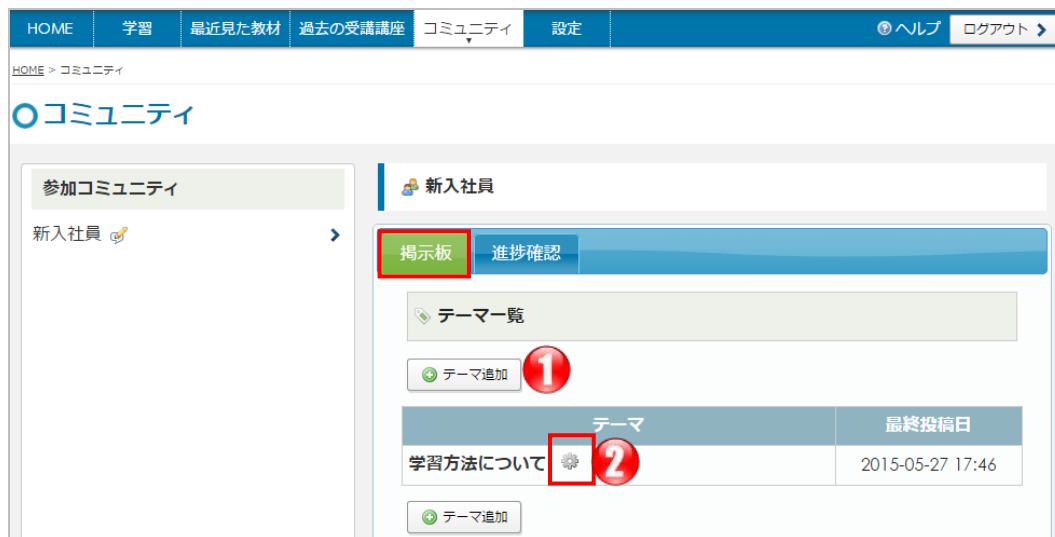 HOME 学習 最近見た教材 過去の受講講座 コミュニティ 設定 ヘルプ ログアウト
HOME > コミュニティ
コミュニティ
参加コミュニティ
新入社員
新入社員
掲示板 進捗確認
テーマ一覧
テーマ追加 1
テーマ 最終投稿日
学習方法について 2 2015-05-27 17:46
テーマ追加